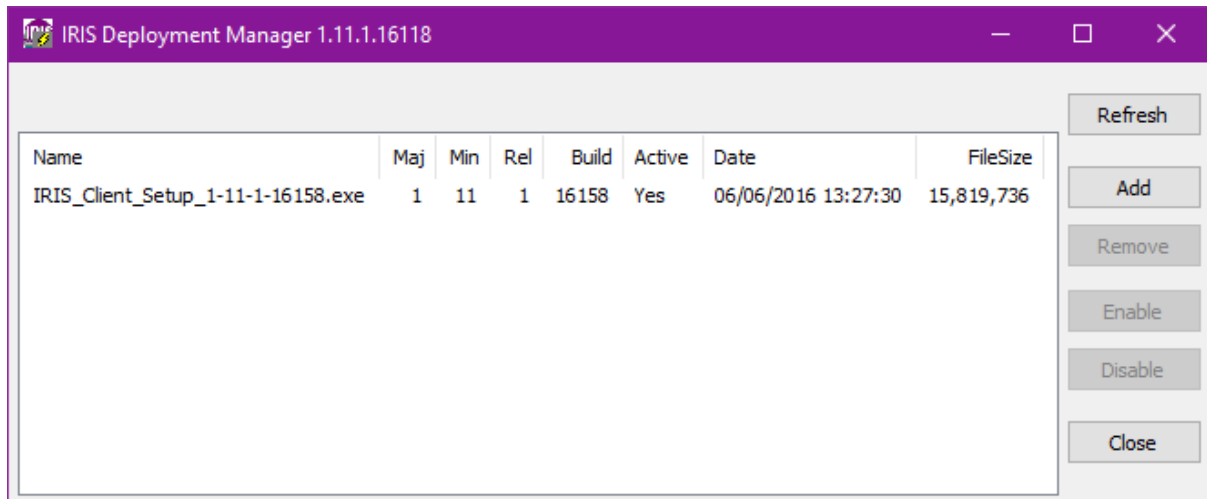 IRIS Deployment Manager 1.11.1.16118
Refresh
Name Maj Min Rel Build Active Date FileSize
IRIS_Client_Setup_1-11-1-16158.exe 1 11 1 16158 Yes 06/06/2016 13:27:30 15,819,736
Add
Remove
Enable
Disable
Close